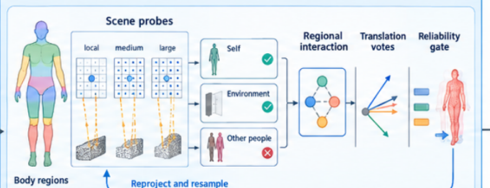 Scene probes
local
medium
large
Self
Environment
Other people
Regional
interaction
Translation
votes
Reliability
gate
Body regions
Reproject and resample